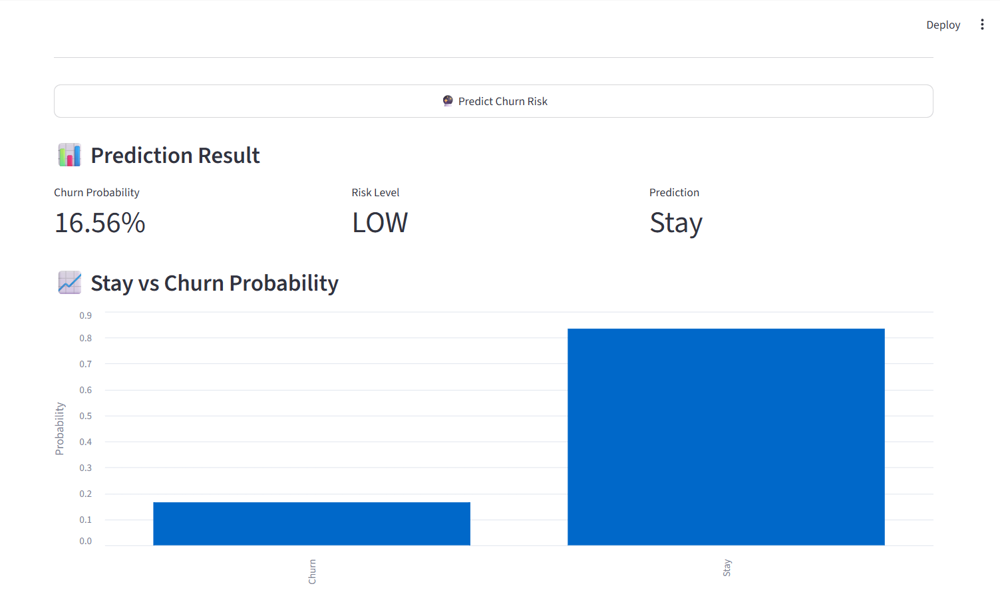 Deploy
🔮 Predict Churn Risk
📊 Prediction Result
Churn Probability
16.56%
Risk Level
LOW
Prediction
Stay
📈 Stay vs Churn Probability
Probability
0.9
0.8
0.7
0.6
0.5
0.4
0.3
0.2
0.1
0.0
Churn
Stay